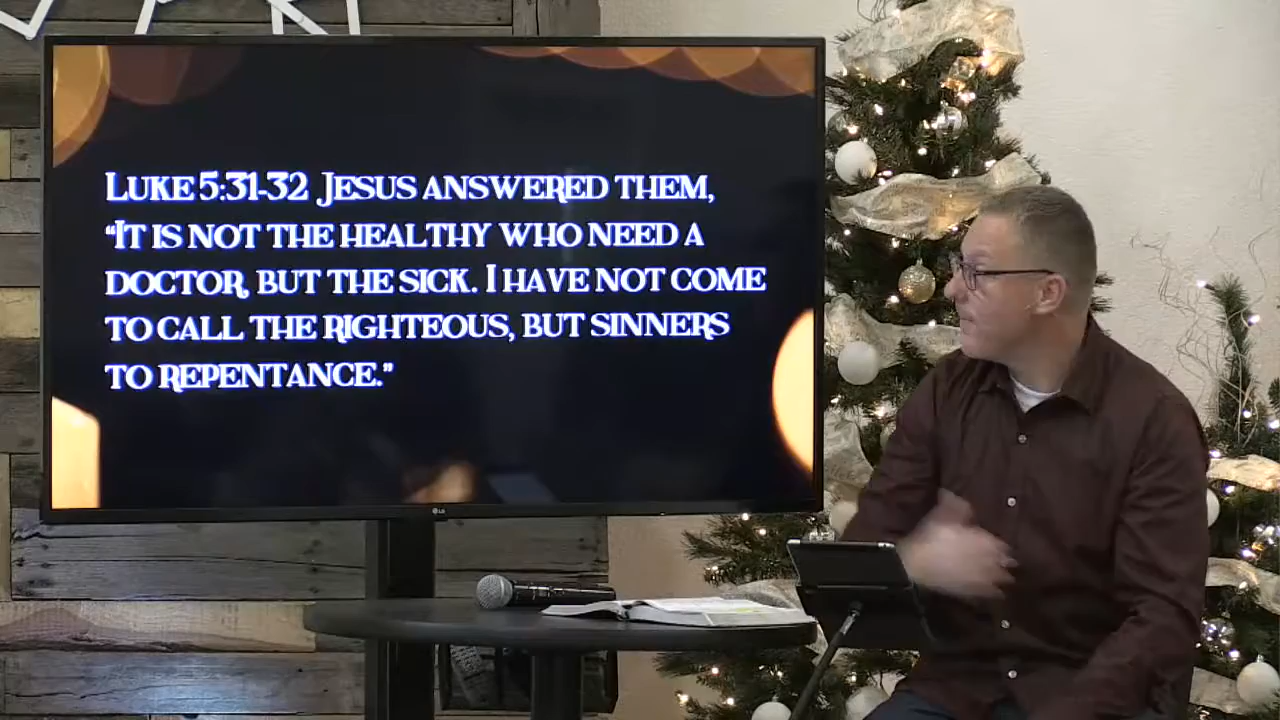 Luke 5:31-32 Jesus answered them,
“It is not the healthy who need a
doctor, but the sick. I have not come
to call the righteous, but sinners
to repentance.”
LG